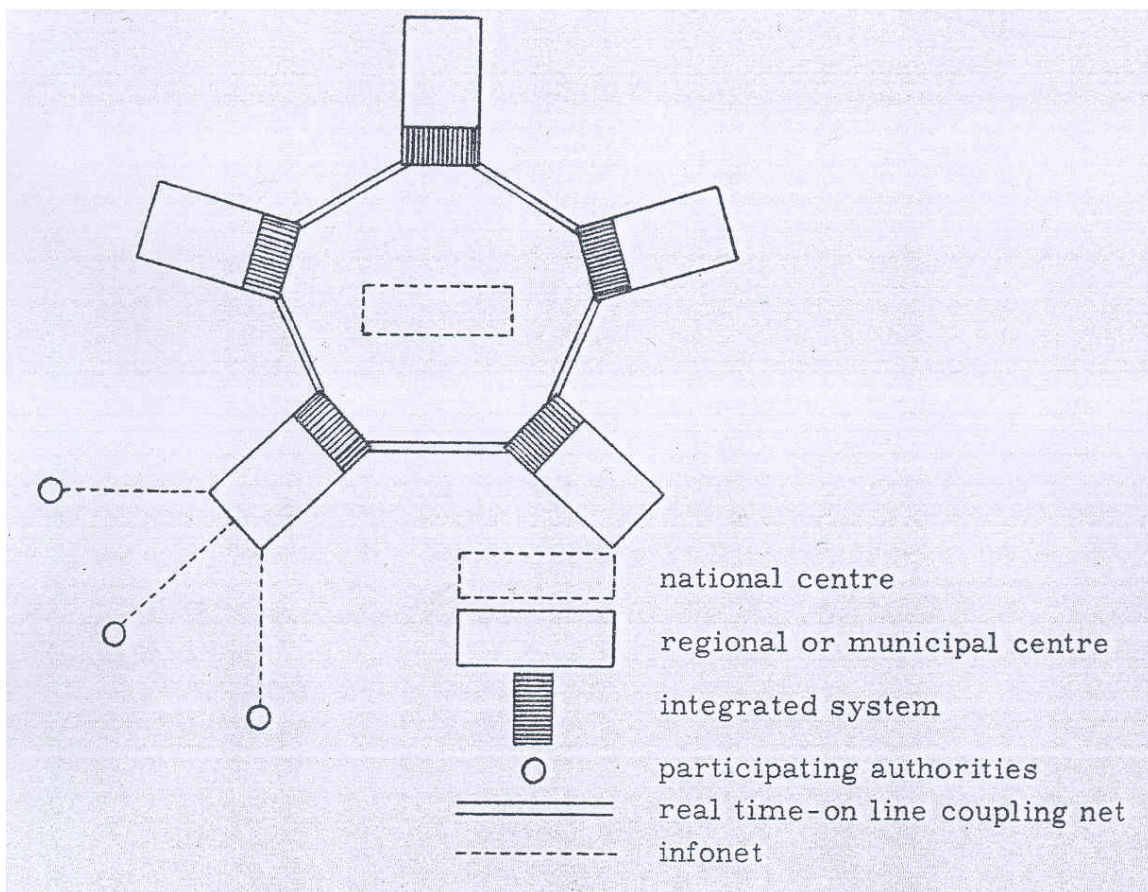 national centre
regional or municipal centre
integrated system
participating authorities
real time-on line coupling net
infonet